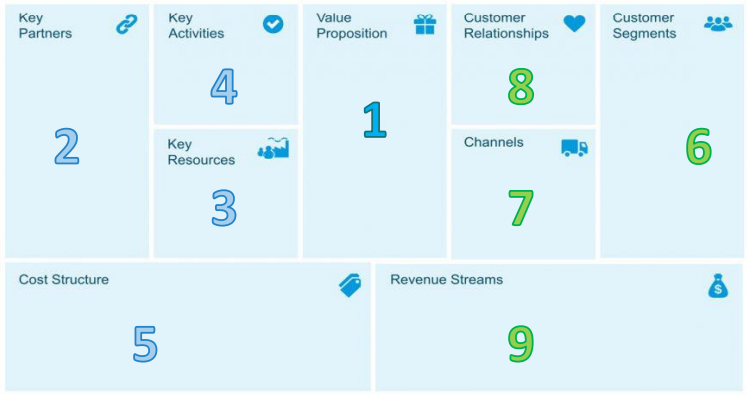 Key
Partners
2
Key
Activities
4
Key
Resources
3
Value
Proposition
1
Customer
Relationships
8
Channels
7
Customer
Segments
6
Cost Structure
5
Revenue Streams
$
9